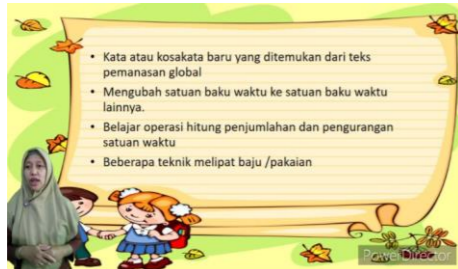 • Kata atau kosakata baru yang ditemukan dari teks
pemanasan global
• Mengubah satuan baku waktu ke satuan baku waktu
lainnya.
• Belajar operasi hitung penjumlahan dan pengurangan
satuan waktu
• Beberapa teknik melipat baju /pakaian
PowerDirector